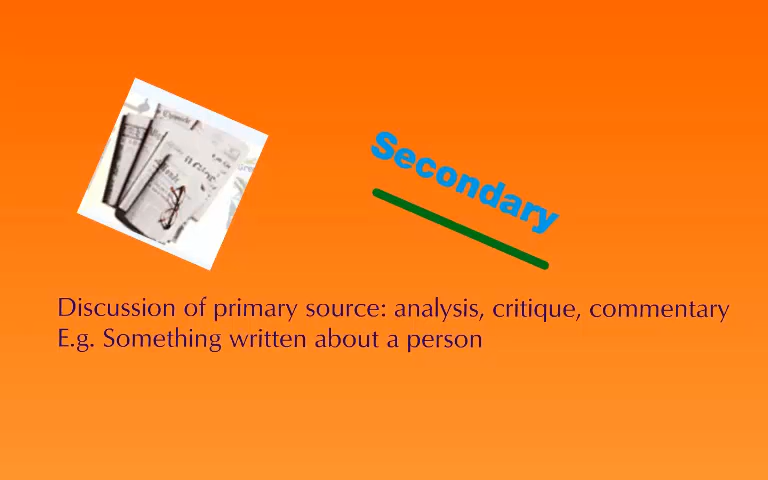 Secondary
Discussion of primary source: analysis, critique, commentary
E.g. Something written about a person